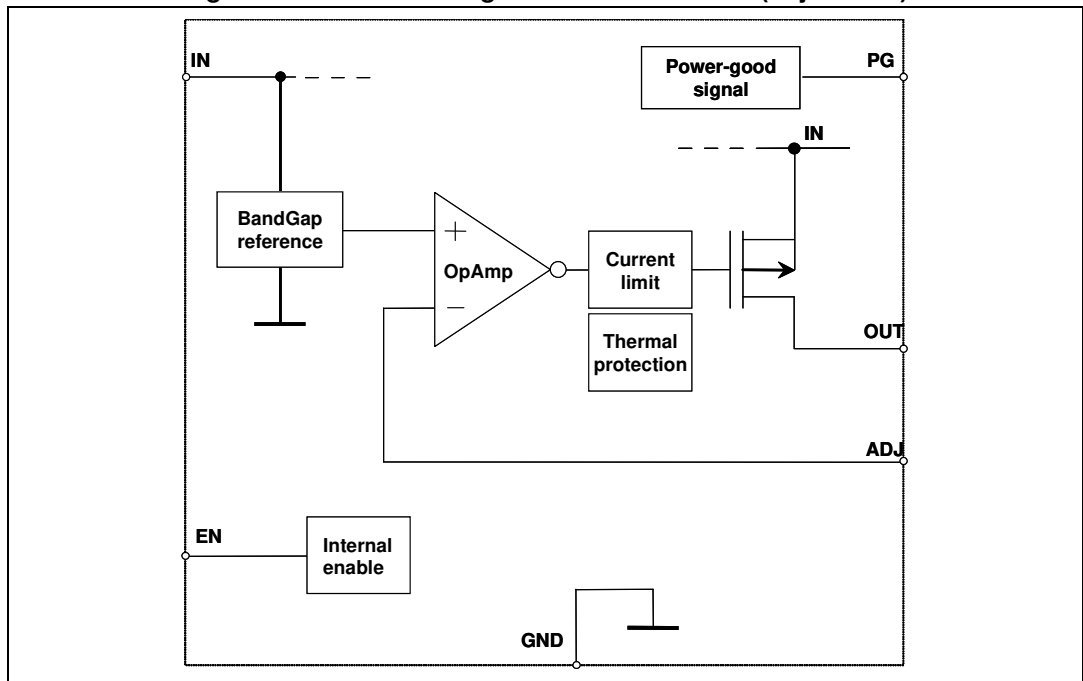 IN
PG
Power-good
signal
IN
BandGap
reference
+
OpAmp
−
Current
limit
Thermal
protection
OUT
ADJ
EN
Internal
enable
GND